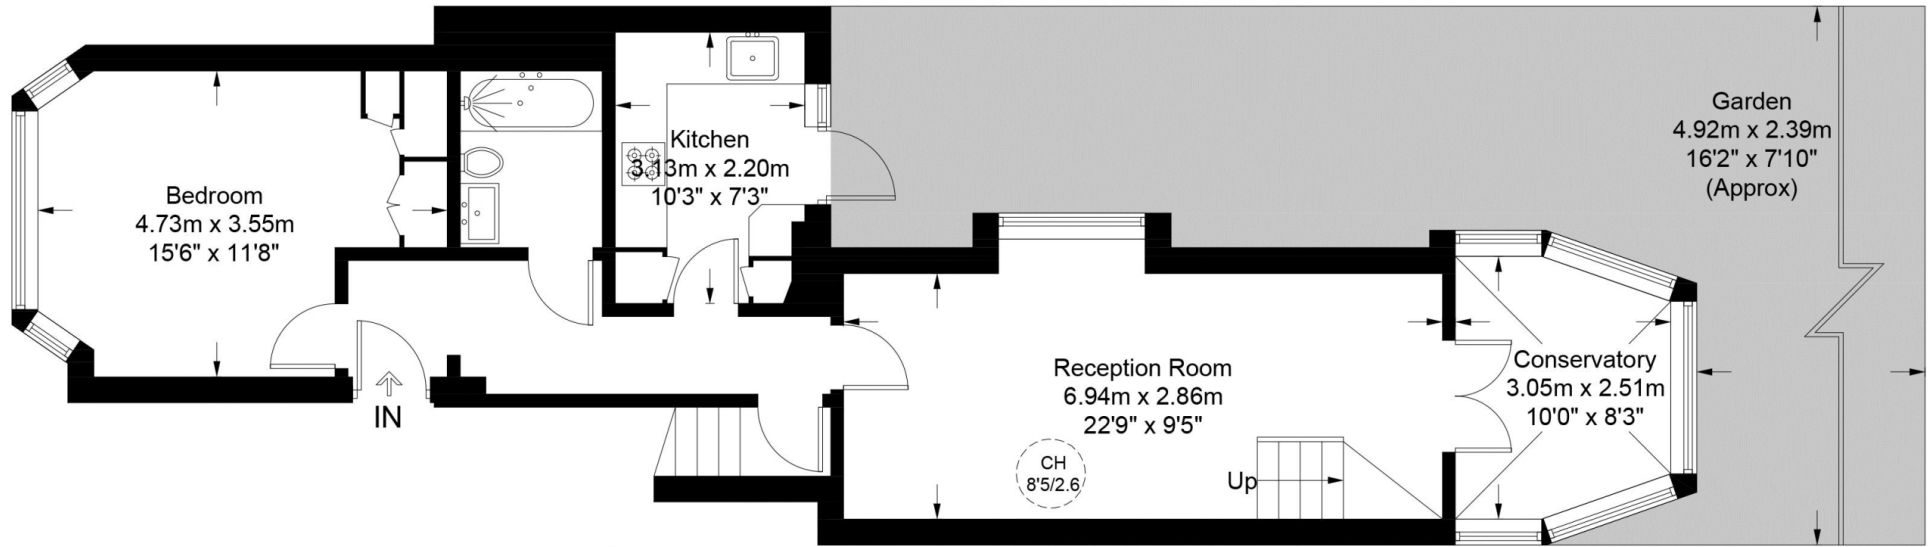 Bedroom
4.73m x 3.55m
15'6" x 11'8"
IN
Kitchen
3.13m x 2.20m
10'3" x 7'3"
Reception Room
6.94m x 2.86m
22'9" x 9'5"
CH
8'5/2.6
Up
Conservatory
3.05m x 2.51m
10'0" x 8'3"
Garden
4.92m x 2.39m
16'2" x 7'10"
(Approx)